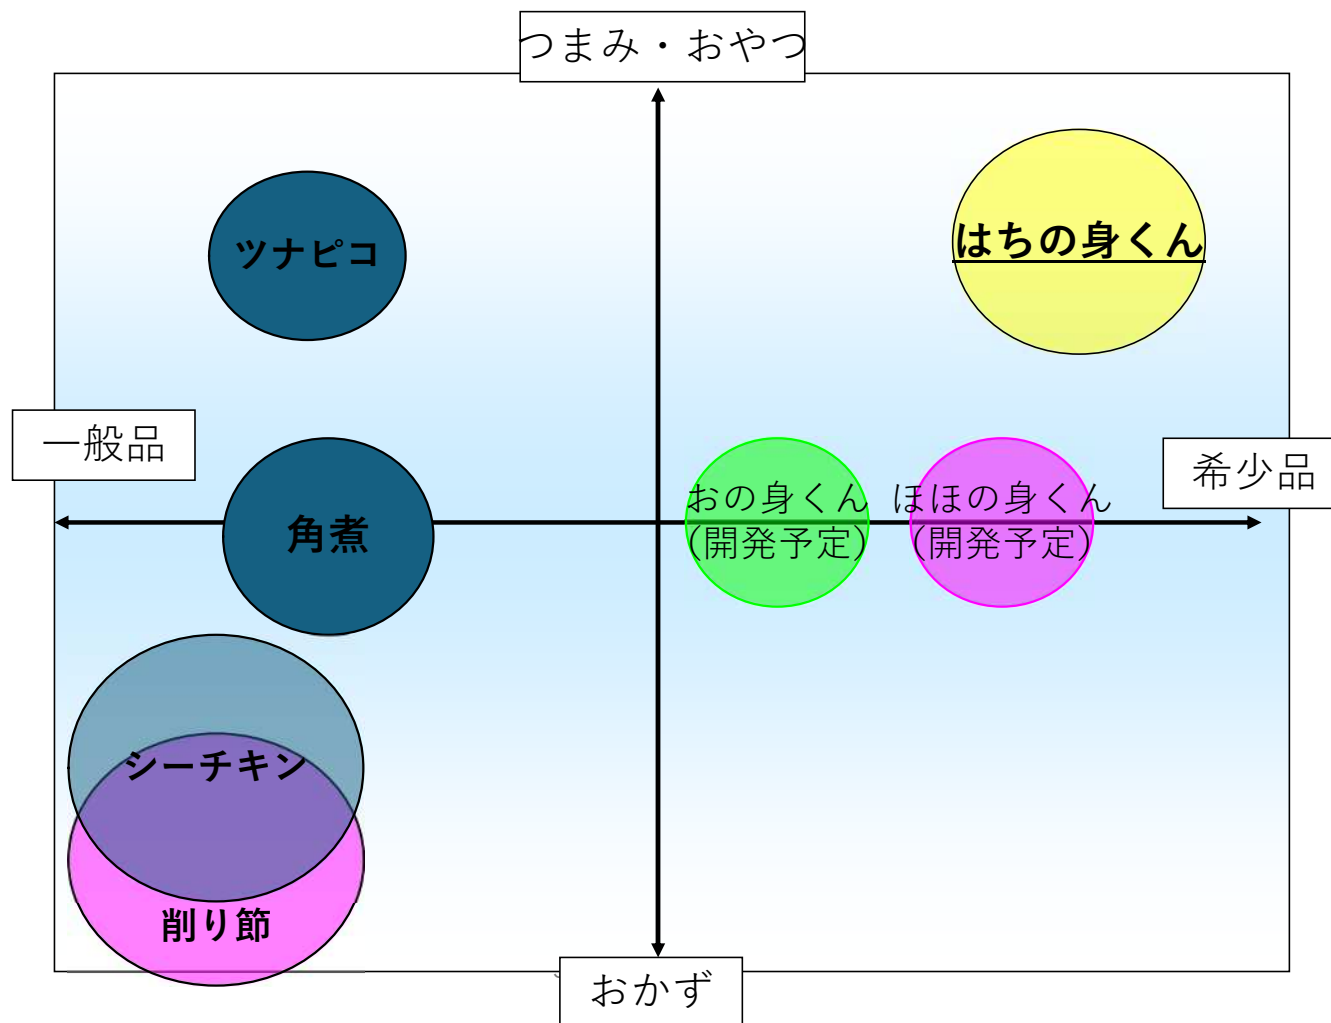 つまみ・おやつ
ツナピコ
はちの身くん
一般品
希少品
角煮
おの身くん
(開発予定)
ほほの身くん
(開発予定)
シーチキン
削り節
おかず